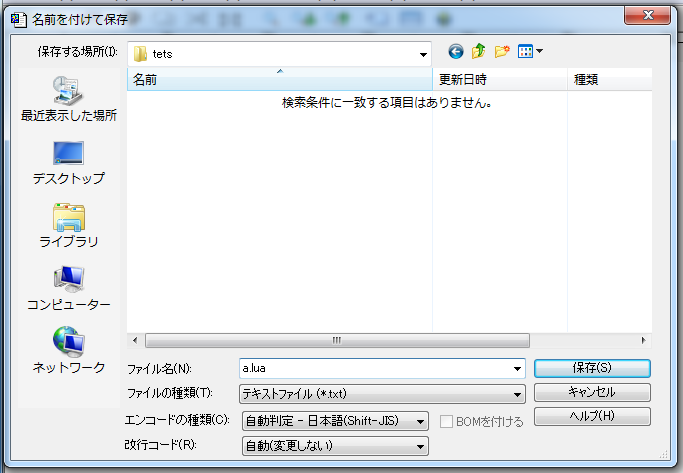 名前を付けて保存
保存する場所(I):
tets
名前
更新日時
種類
検索条件に一致する項目はありません。
最近表示した場所
デスクトップ
ライブラリ
コンピューター
ネットワーク
ファイル名(N):
a.lua
保存(S)
ファイルの種類(T):
テキストファイル (*.txt)
キャンセル
エンコードの種類(C):
自動判定 - 日本語(Shift-JIS)
BOMを付ける
ヘルプ(H)
改行コード(R):
自動(変更しない)